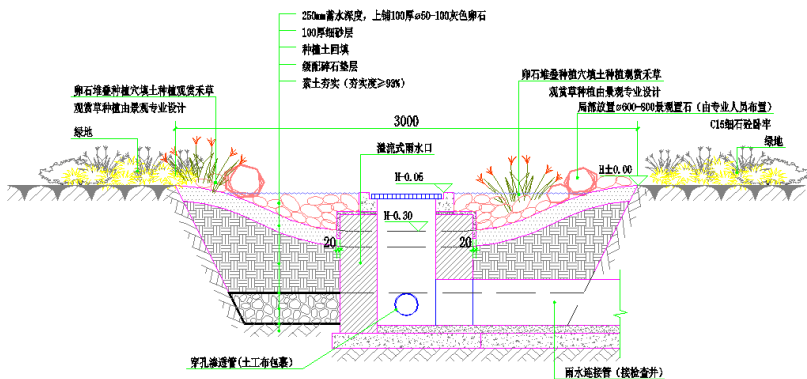 250mm蓄水深度，上铺100厚ø50-100灰色卵石
100厚细砂层
种植土回填
级配碎石垫层
素土夯实（夯实度≥93%）
卵石堆叠种植穴填土种植观赏禾草
观赏草种植由景观专业设计
绿地
卵石堆叠种植穴填土种植观赏禾草
观赏草种植由景观专业设计
局部放置ø600-800景观置石（由专业人员布置）
C15细石砼卧牢
绿地
3000
溢流式雨水口
H±0.00
H-0.05
H-0.30
20
20
穿孔渗透管(土工布包裹)
雨水连接管（接检查井）